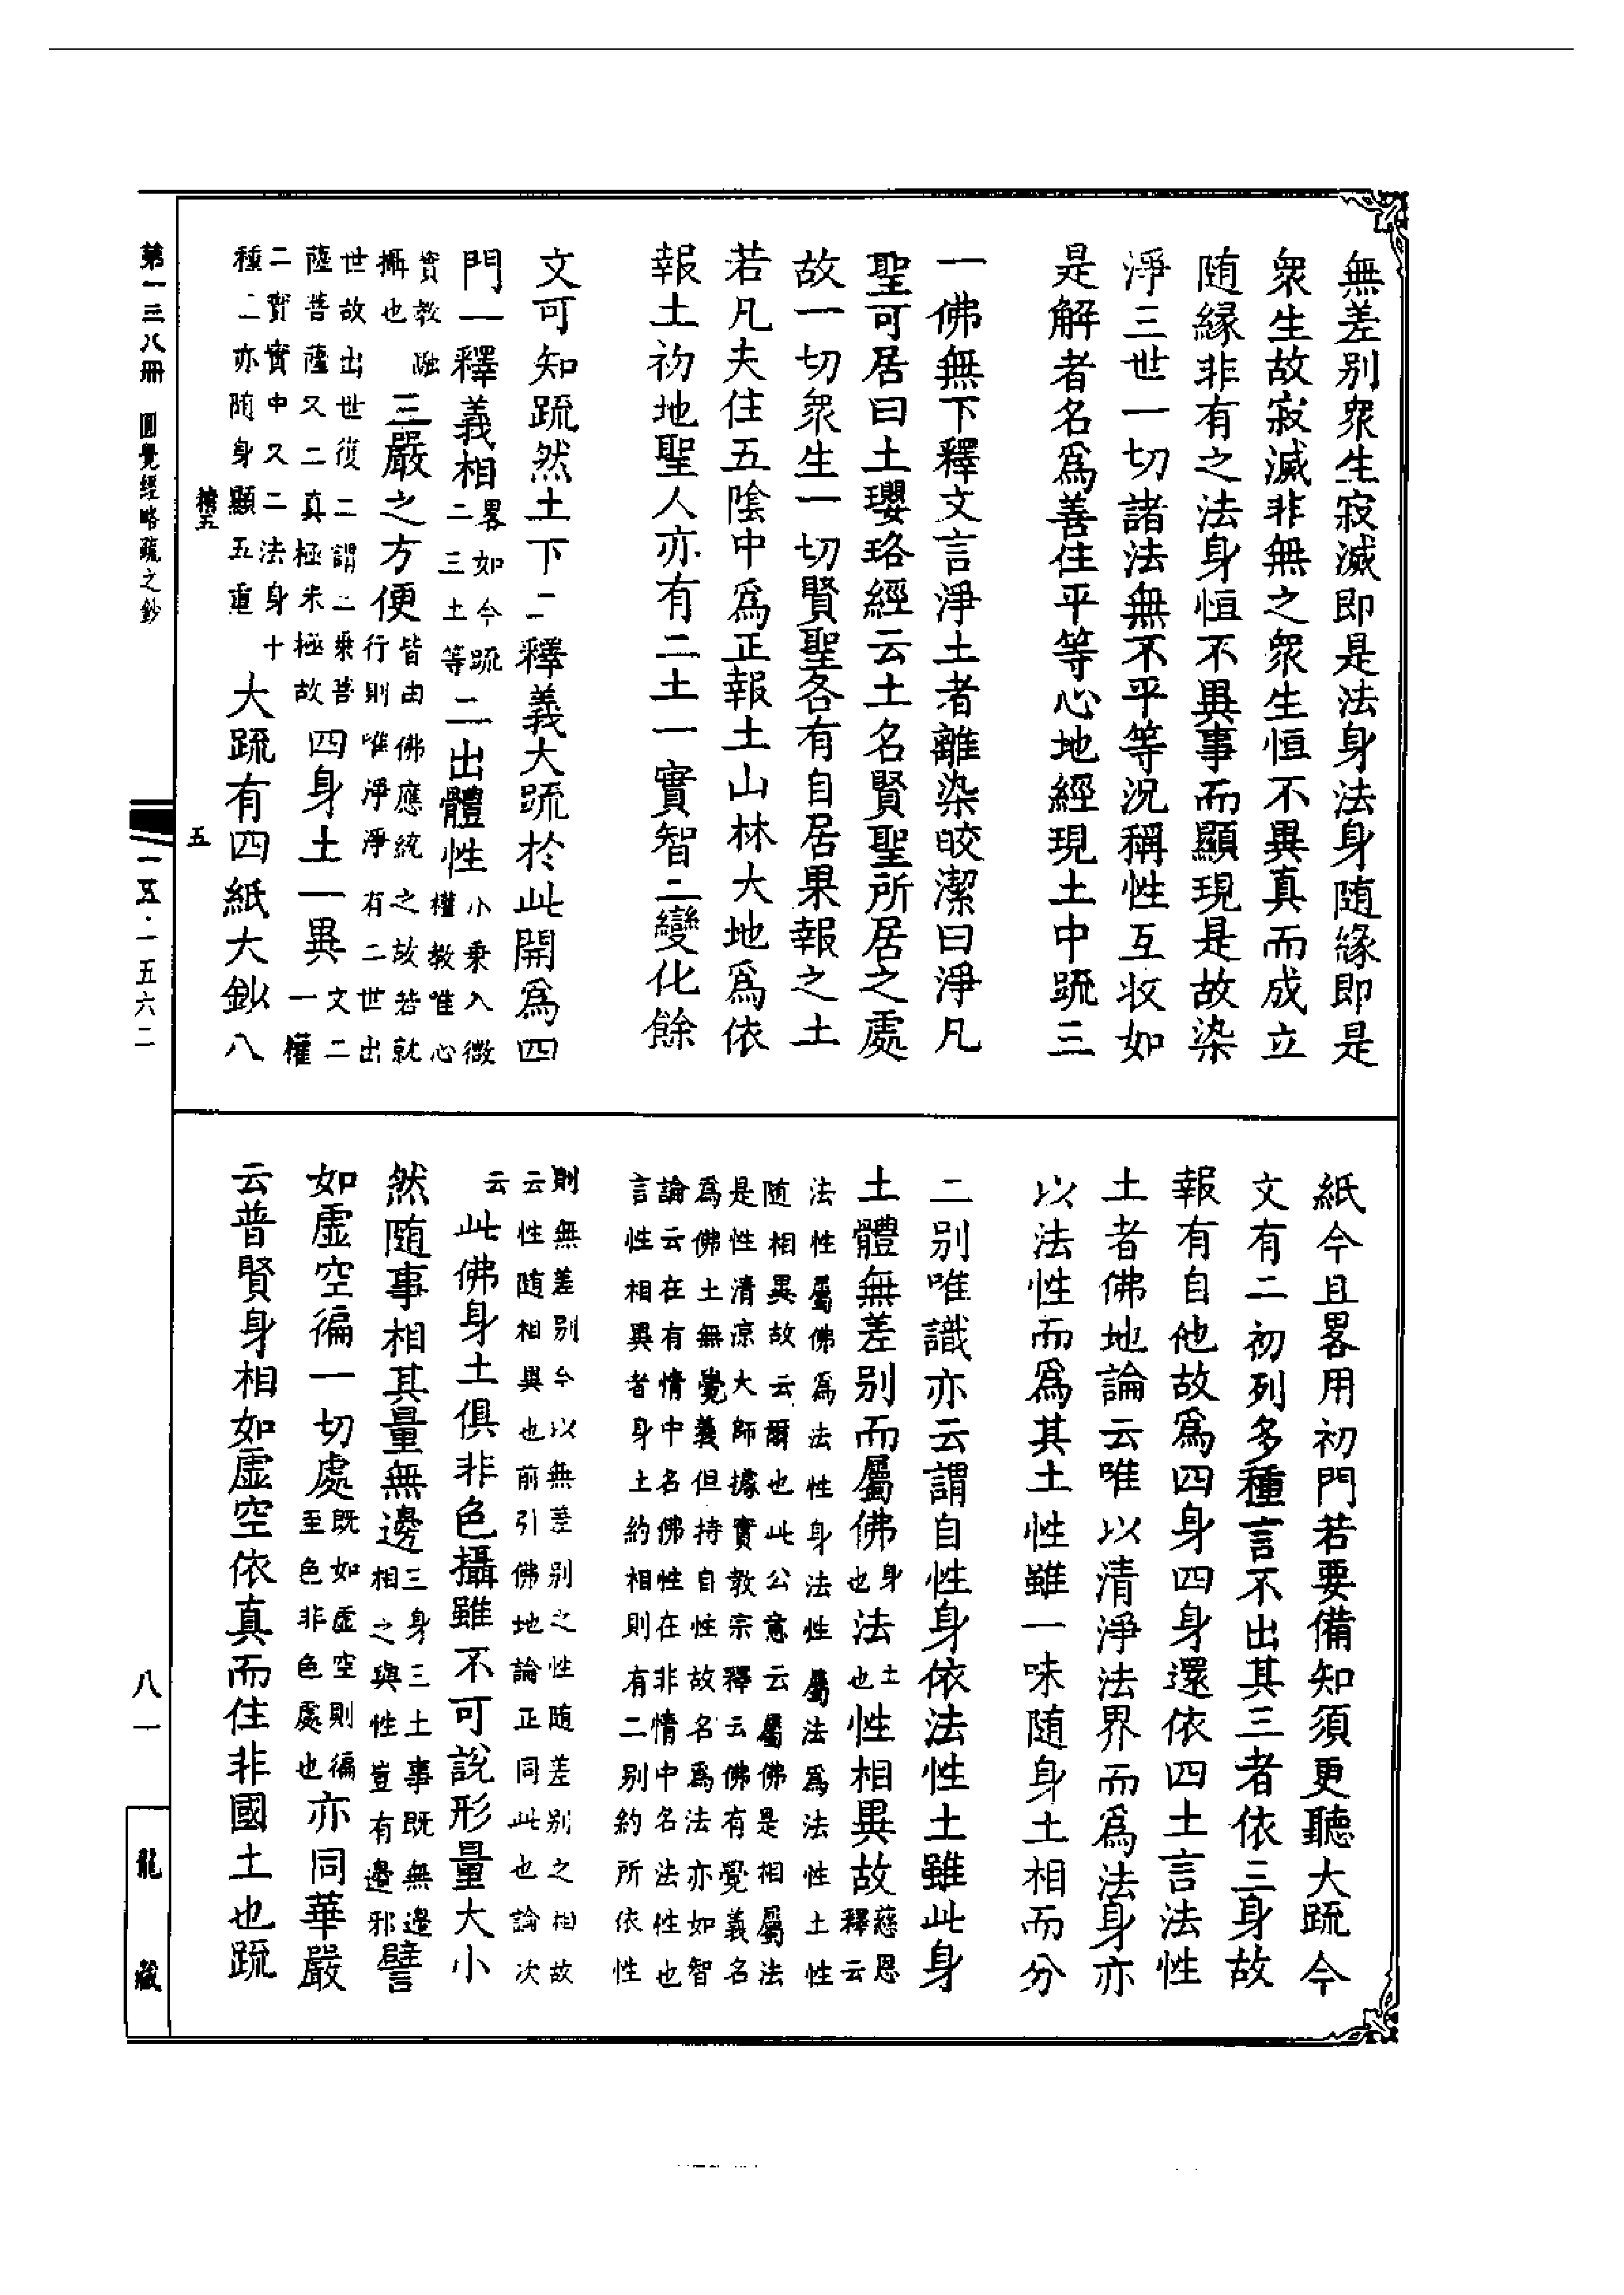 無差别衆生寂滅即是法身法身随緣即是
衆生故寂滅非無之衆生恒不異真而成立
随緣非有之法身恒不異事而顯現是故染
淨三世一切諸法無不平等況稱性互收如
是解者名爲善住平等心地經現土中䟽三
一佛無下釋文言淨土者離染皎潔曰淨凡
聖可居曰土瓔珞經云土名賢聖所居之處
故一切衆生一切賢聖各有自居果報之土
若凡夫住五陰中爲正報土山林大地爲依
報土初地聖人亦有二土一實智二變化餘
文可知䟽然土下二釋義大䟽於此開爲四
門一釋義相畧如今䟽二三土等二出體性小乗入微權教唯心
實教融攝也三嚴之方便皆由佛應統之故若就行則唯淨淨有二世出
世故出世復二謂二乗菩薩菩薩又二真極未極故四身土一異文二一權
二實實中又二法身十種二亦随身顯五重大䟽有四紙大鈔八
紙今且畧用初門若要備知須更聽大䟽今
文有二初列多種言不出其三者依三身故
報有自他故爲四身四身還依四土言法性
土者佛地論云唯以清淨法界而爲法身亦
以法性而爲其土性雖一味随身土相而分
二别唯識亦云謂自性身依法性土雖此身
土體無差别而屬佛身也法土也性相異故慈恩釋云
法性屬佛爲法性身法性屬法爲法性土性
随相異故云爾也此公意云屬佛是相屬法
是性清凉大師據實教宗釋云佛有覺義名
爲佛土無覺義但持自性故名爲法亦如智
論云在有情中名佛性在非情中名法性也
言性相異者身土約相則有二别約所依性
則無差别今以無差别之性随差别之相故
云性随相異也前引佛地論正同此也論次
云此佛身土俱非色攝雖不可說形量大小
然随事相其量無邊三身三土事既無邊相之與性豈有邊邪譬
如虚空徧一切處既如虚空則徧至色非色處也亦同華嚴
云普賢身相如虚空依真而住非國土也䟽
五
第一三八册 圓覺經略疏之鈔
一五·一五六二
八一
龍藏